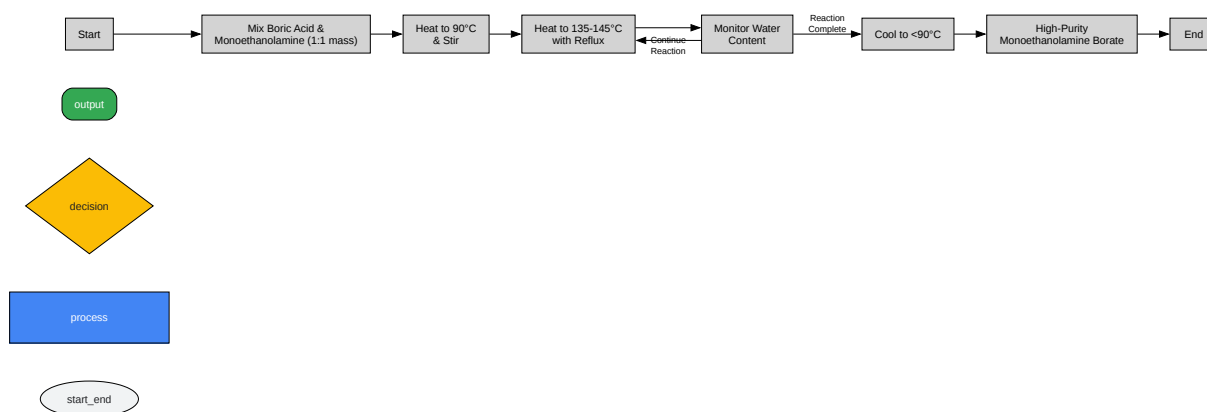 Start
Mix Boric Acid &
Monoethanolamine (1:1 mass)
Heat to 90°C
& Stir
Heat to 135-145°C
with Reflux
Continue
Reaction
Monitor Water
Content
Reaction
Complete
Cool to <90°C
High-Purity
Monoethanolamine Borate
End
output
decision
process
start_end